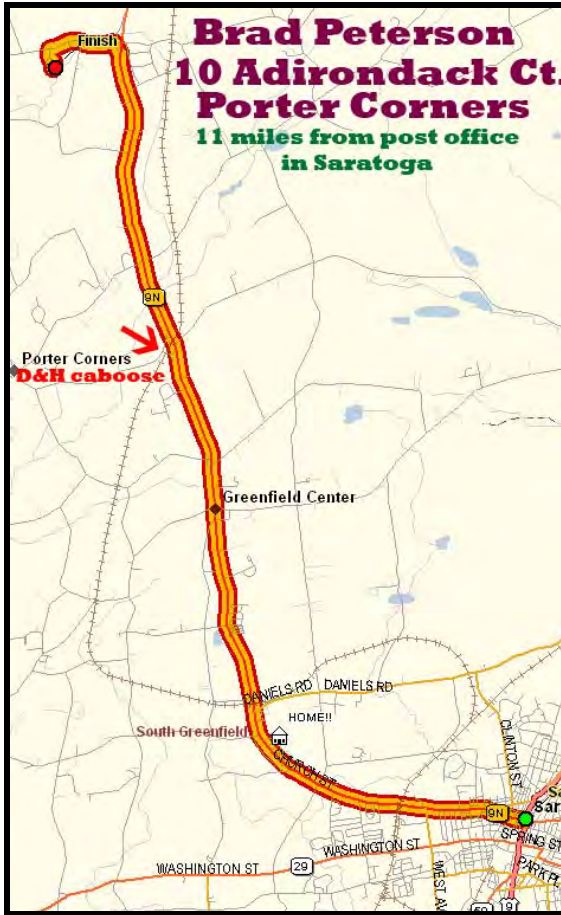 Finish
Brad Peterson
10 Adirondack Ct.
Porter Corners
11 miles from post office
in Saratoga
9N
Porter Corners
D&H caboose
Greenfield Center
DANIELS RD DANIELS RD
HOME!!
South Greenfield
CHURCH ST
CLINTON ST
9N
Sar
SPRING ST
WASHINGTON ST
29
WASHINGTON ST
WEST AV
PARK PL
9
50